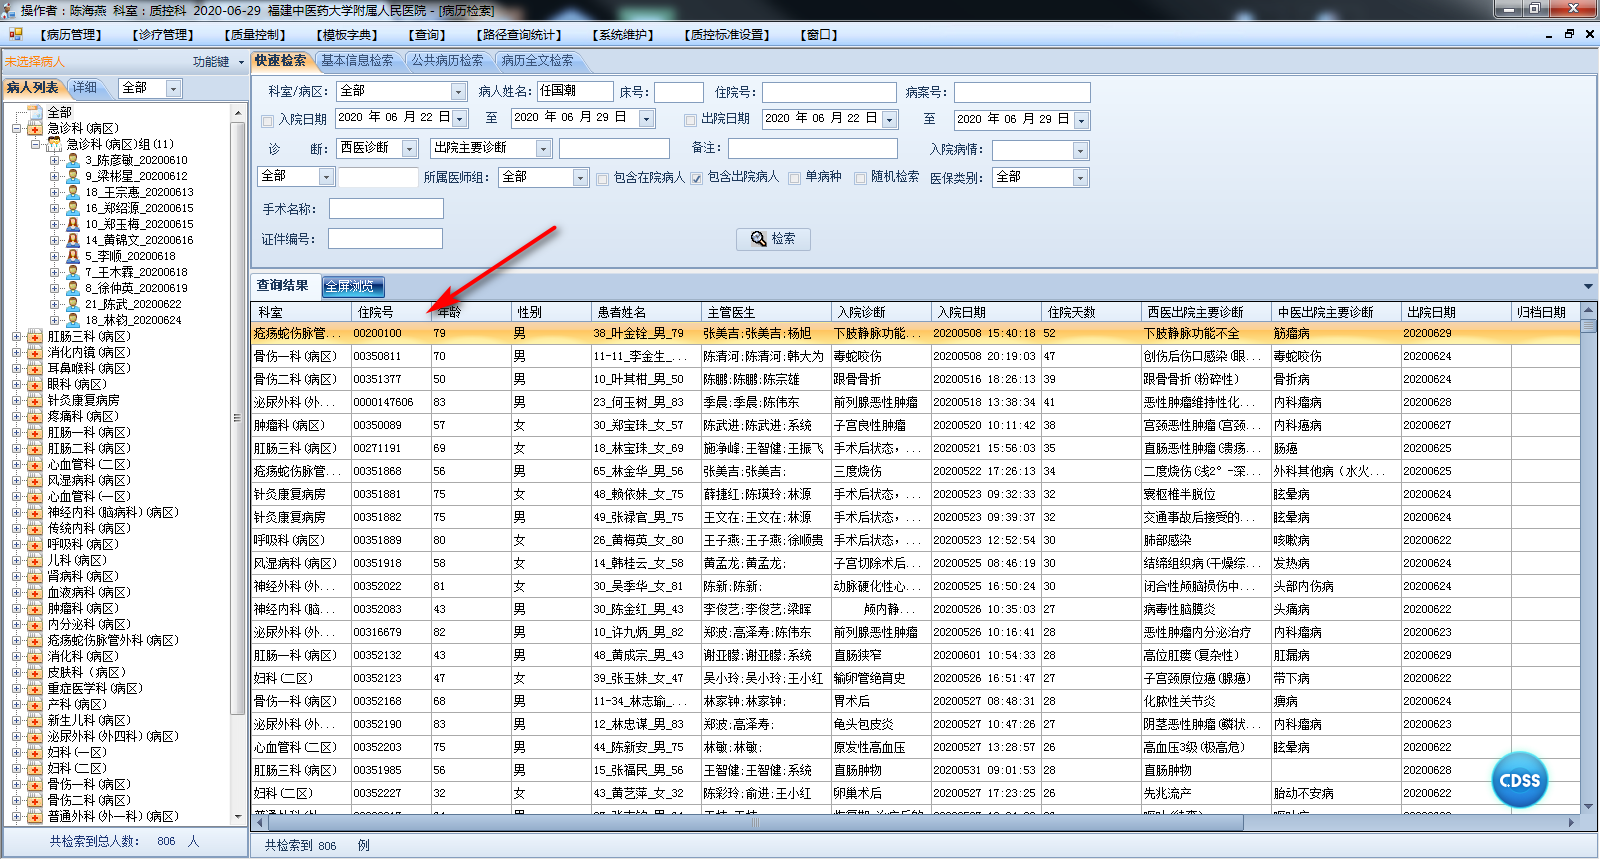 操作者：陈海燕 科室：质控科 2020-06-29 福建中医药大学附属人民医院 - [病历检索]
【病历管理】 【诊疗管理】 【质量控制】 【模板字典】 【查询】 【路径查询统计】 【系统维护】 【质控标准设置】 【窗口】
未选择病人 功能键
病人列表 详细 全部
全部
急诊科(病区)
急诊科(病区)组(11)
3_陈彦敏_20200610
9_梁彬星_20200612
18_王宗惠_20200613
16_郑绍源_20200615
10_郑玉梅_20200615
14_黄锦文_20200616
5_李顺_20200618
7_王木霖_20200618
8_徐仲英_20200619
21_陈武_20200622
18_林钧_20200624
肛肠三科(病区)
消化内镜(病区)
耳鼻喉科(病区)
眼科(病区)
针灸康复病房
疼痛科(病区)
肛肠一科(病区)
肛肠二科(病区)
心血管科(二区)
风湿病科(病区)
心血管科(一区)
神经内科(脑病科)(病区)
传统内科(病区)
呼吸科(病区)
儿科(病区)
肾病科(病区)
血液病科(病区)
肿瘤科(病区)
内分泌科(病区)
疮疡蛇伤脉管外科(病区)
消化科(病区)
皮肤科（病区)
重症医学科(病区)
产科(病区)
新生儿科(病区)
泌尿外科(外四科)(病区)
妇科(一区)
妇科(二区)
骨伤一科(病区)
骨伤二科(病区)
普通外科(外一科)(病区)
共检索到总人数： 806 人
快速检索 基本信息检索 公共病历检索 病历全文检索
科室/病区： 全部 病人姓名： 任国潮 床号： 住院号： 病案号：
入院日期 2020 年 06 月 22 日 至 2020 年 06 月 29 日 出院日期 2020 年 06 月 22 日 至 2020 年 06 月 29 日
诊 断： 西医诊断 出院主要诊断 备注： 入院病情：
全部 所属医师组： 全部 包含在院病人 包含出院病人 单病种 随机检索 医保类别： 全部
手术名称：
证件编号： 检索
查询结果 全屏浏览
科室 住院号 年龄 性别 患者姓名 主管医生 入院诊断 入院日期 住院天数 西医出院主要诊断 中医出院主要诊断 出院日期 归档日期
疮疡蛇伤脉管... 00200100 79 男 38_叶金铨_男_79 张美吉;张美吉;杨旭 下肢静脉功能... 20200508 15:40:18 52 下肢静脉功能不全 筋瘤病 20200629
骨伤一科(病区) 00350811 70 男 11-11_李金生_... 陈清河;陈清河;韩大为 毒蛇咬伤 20200508 20:19:03 47 创伤后伤口感染(眼... 毒蛇咬伤 20200624
骨伤二科(病区) 00351377 50 男 10_叶其柑_男_50 陈鹏;陈鹏;陈宗雄 跟骨骨折 20200516 18:26:13 39 跟骨骨折(粉碎性) 骨折病 20200624
泌尿外科(外... 0000147606 83 男 23_何玉树_男_83 季晨;季晨;陈伟东 前列腺恶性肿瘤 20200518 13:38:34 41 恶性肿瘤维持性化... 内科瘤病 20200628
肿瘤科(病区) 00350089 57 女 30_郑宝珠_女_57 陈武进;陈武进;系统 子宫良性肿瘤 20200520 10:11:42 38 宫颈恶性肿瘤(宫颈... 内科癌病 20200627
肛肠三科(病区) 00271191 69 女 18_林宝珠_女_69 施净峰;王智健;王振飞 手术后状态,... 20200521 15:56:03 35 直肠恶性肿瘤(溃疡... 肠癌 20200625
疮疡蛇伤脉管... 00351868 56 男 65_林金华_男_56 张美吉;张美吉; 三度烧伤 20200522 17:26:13 34 二度烧伤(浅2°-深... 外科其他病（水火... 20200625
针灸康复病房 00351881 75 女 48_赖依妹_女_75 薛捷红;陈瑛玲;林源 手术后状态,... 20200523 09:32:33 32 寰枢椎半脱位 眩晕病 20200624
针灸康复病房 00351882 75 男 49_张禄官_男_75 王文在;王文在;林源 手术后状态,... 20200523 09:39:37 32 交通事故后接受的... 眩晕病 20200624
呼吸科(病区) 00351889 80 女 26_黄梅英_女_80 王子燕;王子燕;徐顺贵 手术后状态,... 20200523 12:52:54 30 肺部感染 咳嗽病 20200622
风湿病科(病区) 00351918 58 女 14_韩桂云_女_58 黄孟龙;黄孟龙; 子宫切除术后... 20200525 08:46:19 30 结缔组织病(干燥综... 发热病 20200624
神经外科(外... 00352022 81 女 30_吴季华_女_81 陈新;陈新; 动脉硬化性心... 20200525 16:50:24 30 闭合性颅脑损伤中... 头部内伤病 20200624
神经内科(脑... 00352083 43 男 30_陈金红_男_43 李俊艺;李俊艺;梁晖 颅内静... 20200526 10:35:03 27 病毒性脑膜炎 头痛病 20200622
泌尿外科(外... 00316679 82 男 10_许九炳_男_82 郑波;高泽寿;陈伟东 前列腺恶性肿瘤 20200526 10:16:41 28 恶性肿瘤内分泌治疗 内科瘤病 20200623
肛肠一科(病区) 00352132 43 男 48_黄成宗_男_43 谢亚朦;谢亚朦;系统 直肠狭窄 20200601 10:54:33 28 高位肛瘘(复杂性) 肛漏病 20200629
妇科(二区) 00352123 47 女 39_张玉妹_女_47 吴小玲;吴小玲;王小红 输卵管绝育史 20200526 16:51:47 27 子宫颈原位癌(腺癌) 带下病 20200622
骨伤一科(病区) 00352168 68 男 11-34_林志瑜_... 林家钟;林家钟; 胃术后 20200527 08:48:31 28 化脓性关节炎 痹病 20200624
泌尿外科(外... 00352190 83 男 12_林忠谋_男_83 郑波;高泽寿; 龟头包皮炎 20200527 10:47:26 27 阴茎恶性肿瘤(鳞状... 内科瘤病 20200623
心血管科(二区) 00352203 75 男 44_陈新安_男_75 林敏;林敏; 原发性高血压 20200527 13:28:57 26 高血压3级(极高危) 眩晕病 20200622
肛肠三科(病区) 00351985 56 男 15_张福民_男_56 王智健;王智健;系统 直肠肿物 20200531 09:01:53 28 直肠肿物 20200628
妇科(二区) 00352227 32 女 43_黄艺萍_女_32 陈彩玲;俞进;王小红 卵巢术后 20200527 17:23:25 26 先兆流产 胎动不安病 20200622
共检索到 806 例
CDSS